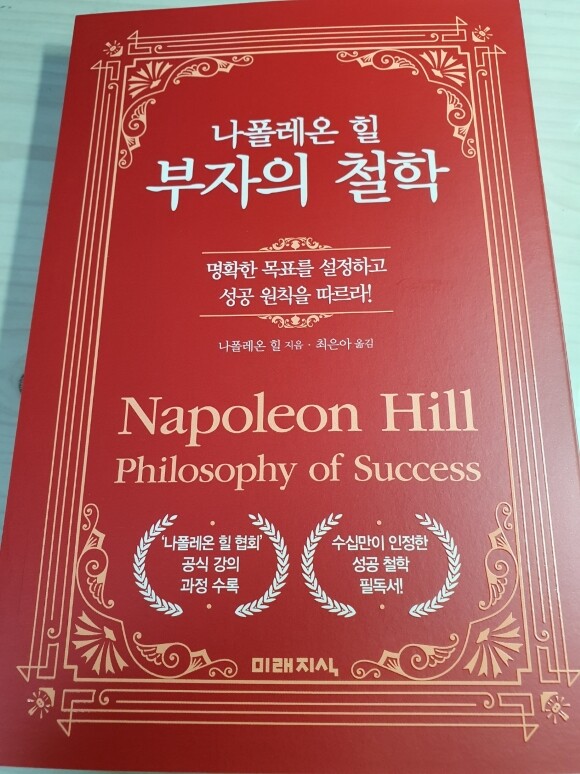 나폴레온 힐
부자의 철학
명확한 목표를 설정하고
성공 원칙을 따르라!
나폴레온 힐 지음 · 최은아 옮김
Napoleon Hill
Philosophy of Success
'나폴레온 힐 협회'
공식 강의
과정 수록
수십만이 인정한
성공 철학
필독서!
미래지식